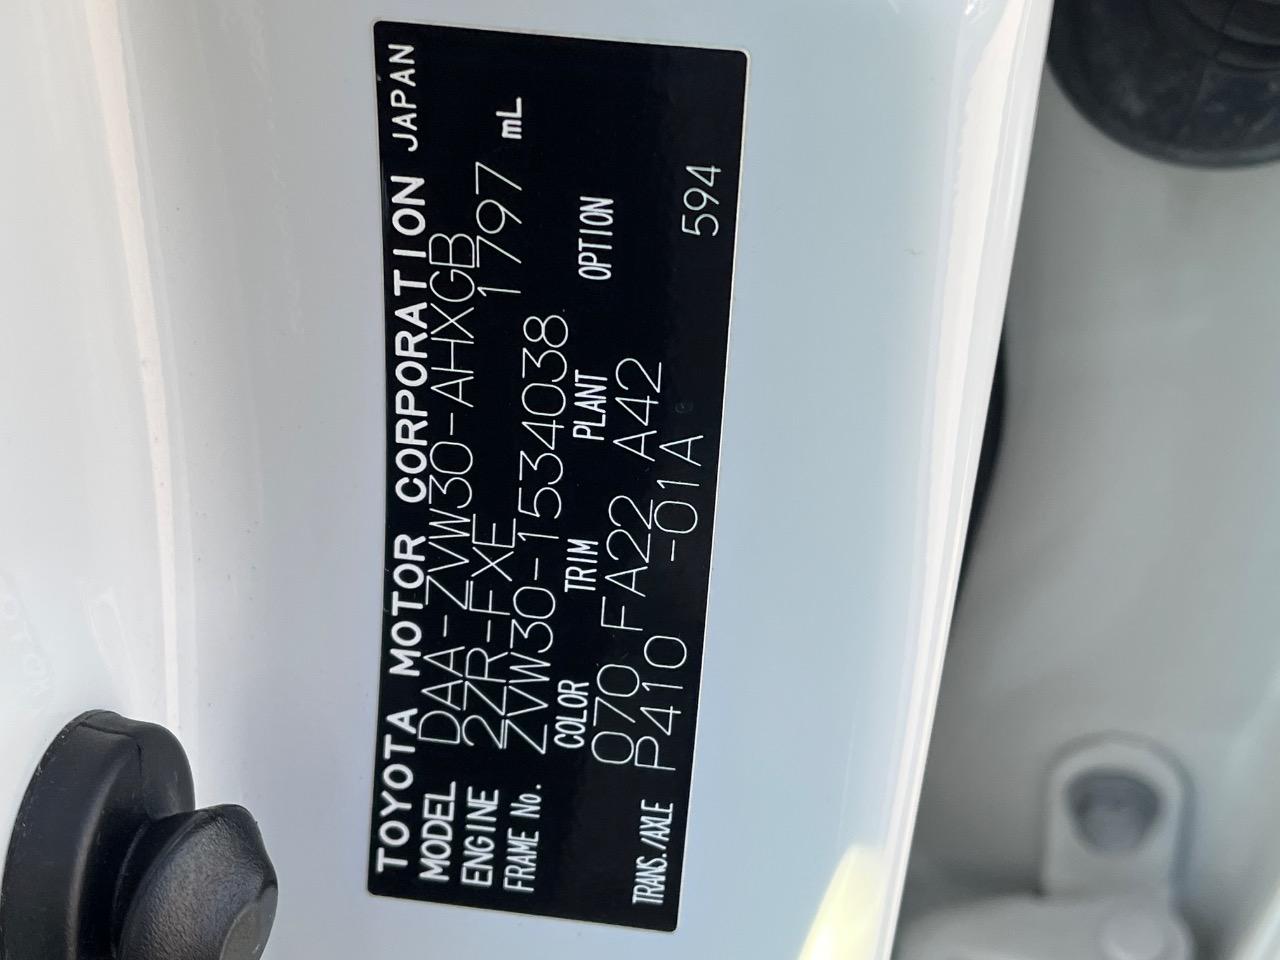 TOYOTA MOTOR CORPORATION JAPAN
MODEL DAA-ZVW30-AHXGB
ENGINE 2ZR-FXE 1797 mL
FRAME No. ZVW30-1534038
COLOR TRIM PLANT OPTION
070 FA22 A42
TRANS./AXLE P410 -01A 594